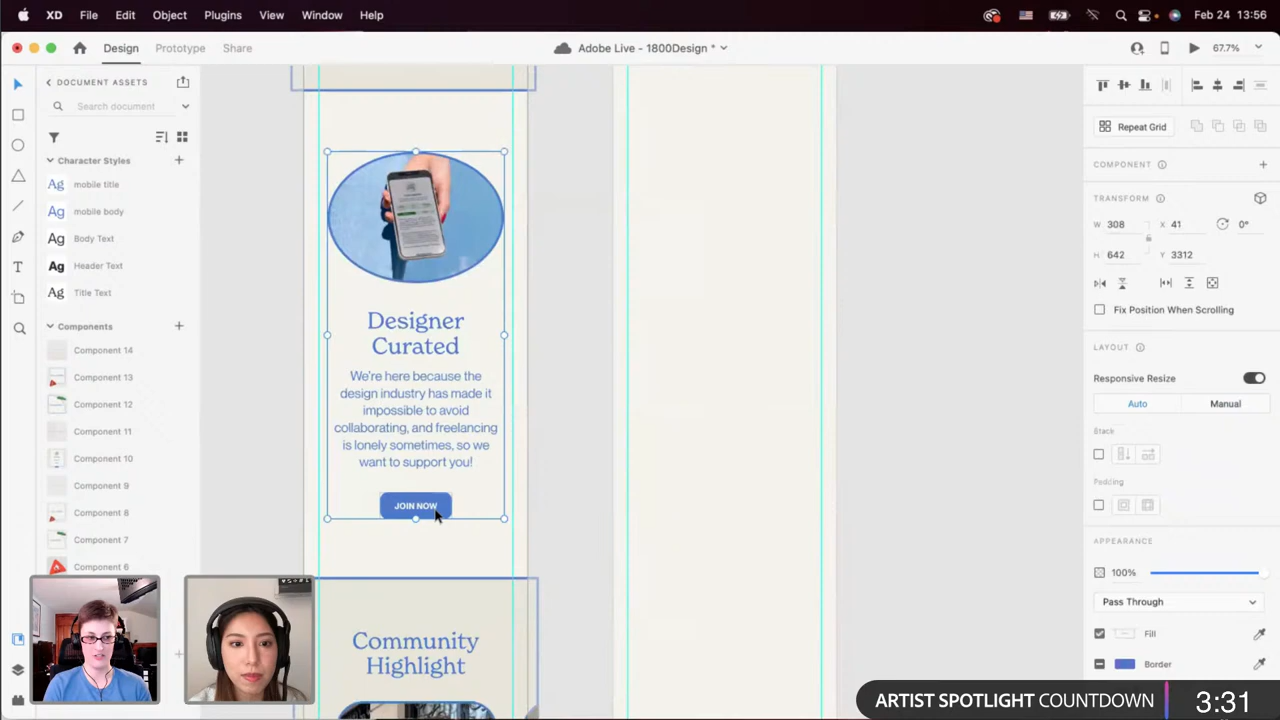 XD File Edit Object Plugins View Window Help
Feb 24 13:56
Design Prototype Share
Adobe Live - 1800Design *
67.7%
DOCUMENT ASSETS
Search document
Character Styles
Ag mobile title
Ag mobile body
Ag Body Text
Ag Header Text
Ag Title Text
Components
Component 14
Component 13
Component 12
Component 11
Component 10
Component 9
Component 8
Component 7
Component 6
Designer
Curated
We're here because the
design industry has made it
impossible to avoid
collaborating, and freelancing
is lonely sometimes, so we
want to support you!
JOIN NOW
Community
Highlight
Repeat Grid
COMPONENT
TRANSFORM
W 308 X 41 0°
H 642 Y 3312
Fix Position When Scrolling
LAYOUT
Responsive Resize
Auto Manual
Stack
Padding
APPEARANCE
100%
Pass Through
Fill
Border
ARTIST SPOTLIGHT COUNTDOWN 3:31